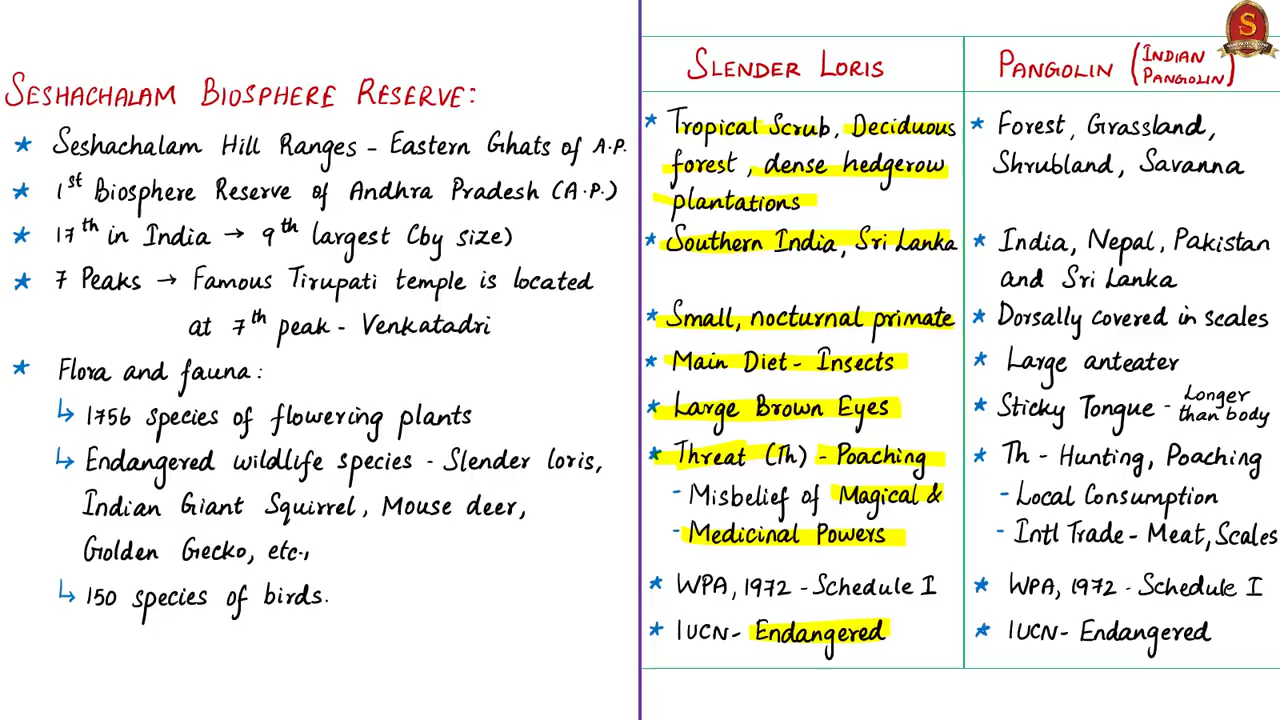 SESHACHALAM BIOSPHERE RESERVE:
* Seshachalam Hill Ranges - Eastern Ghats of A.P.
* 1st Biosphere Reserve of Andhra Pradesh (A.P.)
* 17th in India → 9th largest (by size)
* 7 Peaks → Famous Tirupati temple is located
at 7th peak - Venkatadri
* Flora and fauna:
↳ 1756 species of flowering plants
↳ Endangered wildlife species - Slender loris,
Indian Giant Squirrel, Mouse deer,
Golden Gecko, etc.,
↳ 150 species of birds.
SLENDER LORIS
* Tropical Scrub, Deciduous
forest, dense hedgerow
plantations
* Southern India, Sri Lanka
* Small, nocturnal primate
* Main Diet - Insects
* Large Brown Eyes
* Threat (Th) - Poaching
- Misbelief of Magical &
- Medicinal Powers
* WPA, 1972 - Schedule I
* IUCN - Endangered
PANGOLIN (INDIAN
PANGOLIN)
* Forest, Grassland,
Shrubland, Savanna
* India, Nepal, Pakistan
and Sri Lanka
* Dorsally covered in scales
* Large anteater
* Sticky Tongue - Longer
than body
* Th - Hunting, Poaching
- Local Consumption
- Intl Trade - Meat, Scales
* WPA, 1972 - Schedule I
* IUCN - Endangered
S